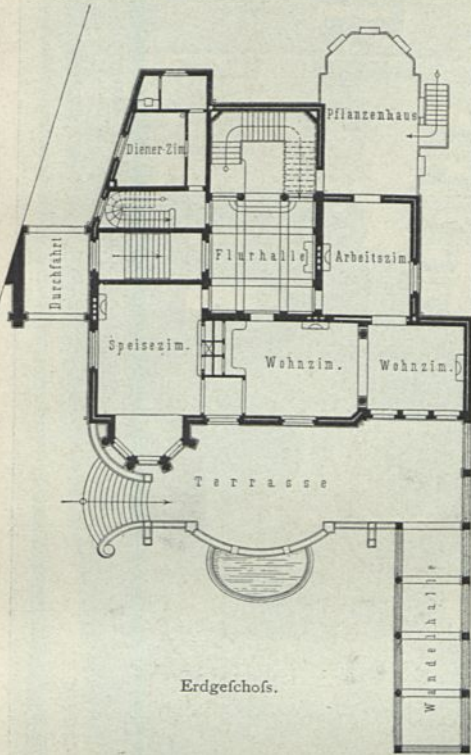 Pflanzenhaus
Diener-Zim.
Durchfahrt
Flurhalle
Arbeitszim.
Speisezim.
Wohnzim.
Wohnzim.
Terrasse
Wandelhalle
Erdgeſchoſs.